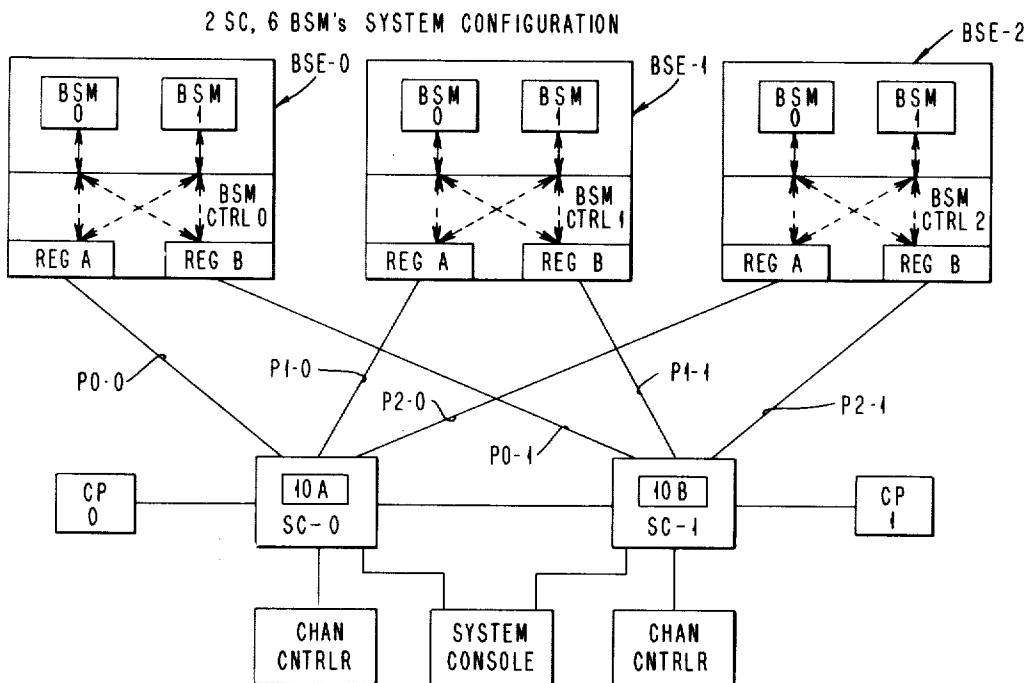 2 SC, 6 BSM's SYSTEM CONFIGURATION
BSE-0
BSE-1
BSE-2
BSM
0
BSM
1
BSM
0
BSM
1
BSM
0
BSM
1
BSM
CTRL 0
BSM
CTRL 1
BSM
CTRL 2
REG A
REG B
REG A
REG B
REG A
REG B
P0-0
P1-0
P2-0
P0-1
P1-1
P2-1
CP
0
10A
SC-0
10B
SC-1
CP
1
CHAN
CNTRLR
SYSTEM
CONSOLE
CHAN
CNTRLR